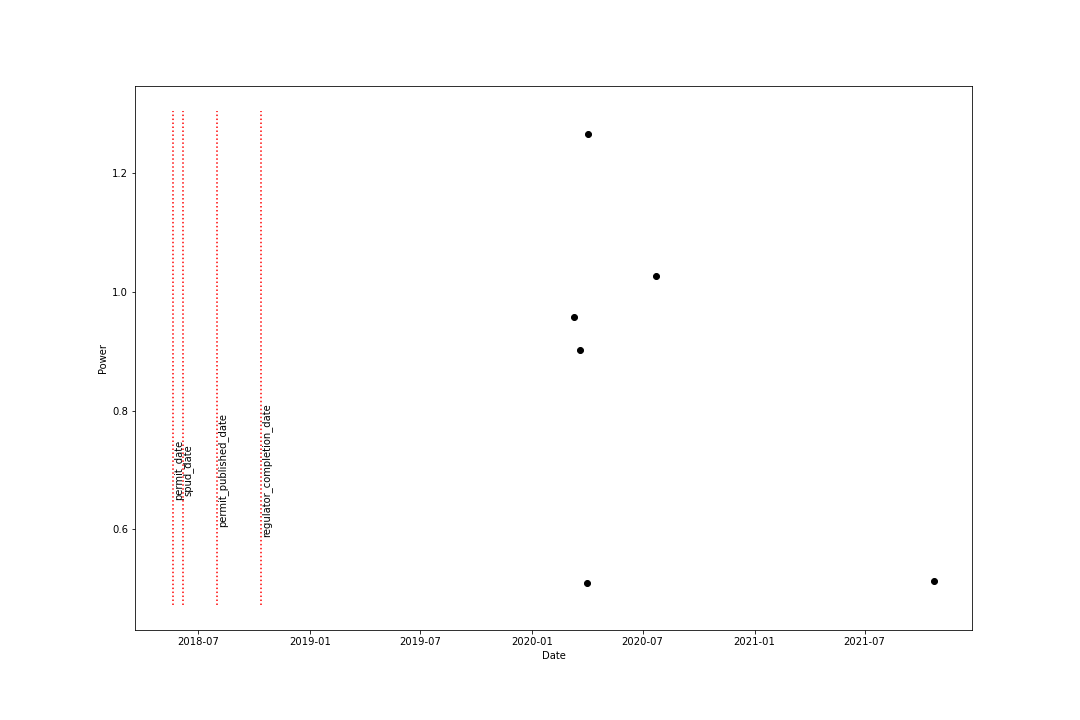 1.2
1.0
0.8
0.6
Power
permit_date
spud_date
permit_published_date
regulator_completion_date
2018-07
2019-01
2019-07
2020-01
2020-07
2021-01
2021-07
Date